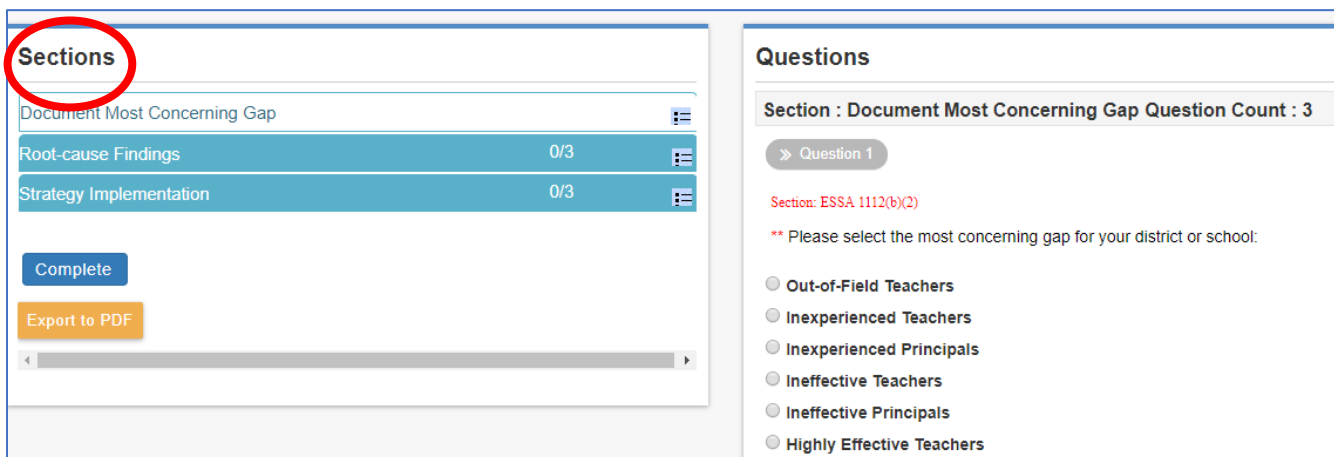 Sections
Document Most Concerning Gap
Root-cause Findings 0/3
Strategy Implementation 0/3
Complete
Export to PDF
Questions
Section : Document Most Concerning Gap Question Count : 3
» Question 1
Section: ESSA 1112(b)(2)
** Please select the most concerning gap for your district or school:
Out-of-Field Teachers
Inexperienced Teachers
Inexperienced Principals
Ineffective Teachers
Ineffective Principals
Highly Effective Teachers